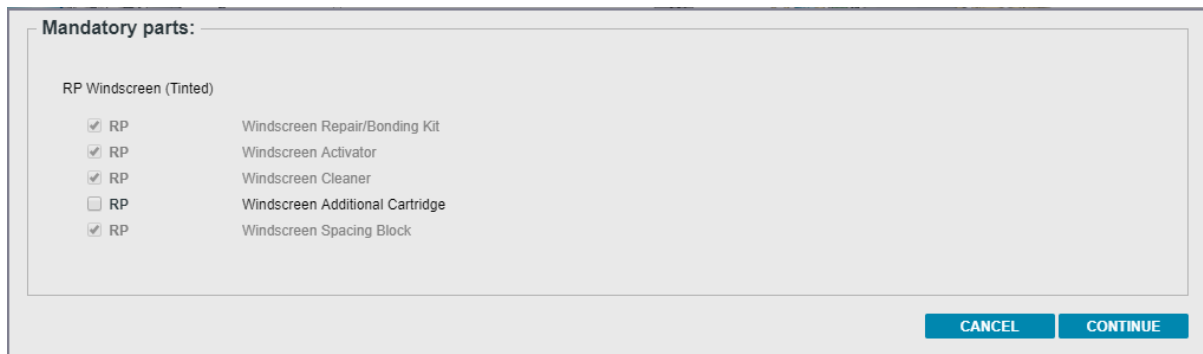 Mandatory parts:
RP Windscreen (Tinted)
RP Windscreen Repair/Bonding Kit
RP Windscreen Activator
RP Windscreen Cleaner
RP Windscreen Additional Cartridge
RP Windscreen Spacing Block
CANCEL CONTINUE